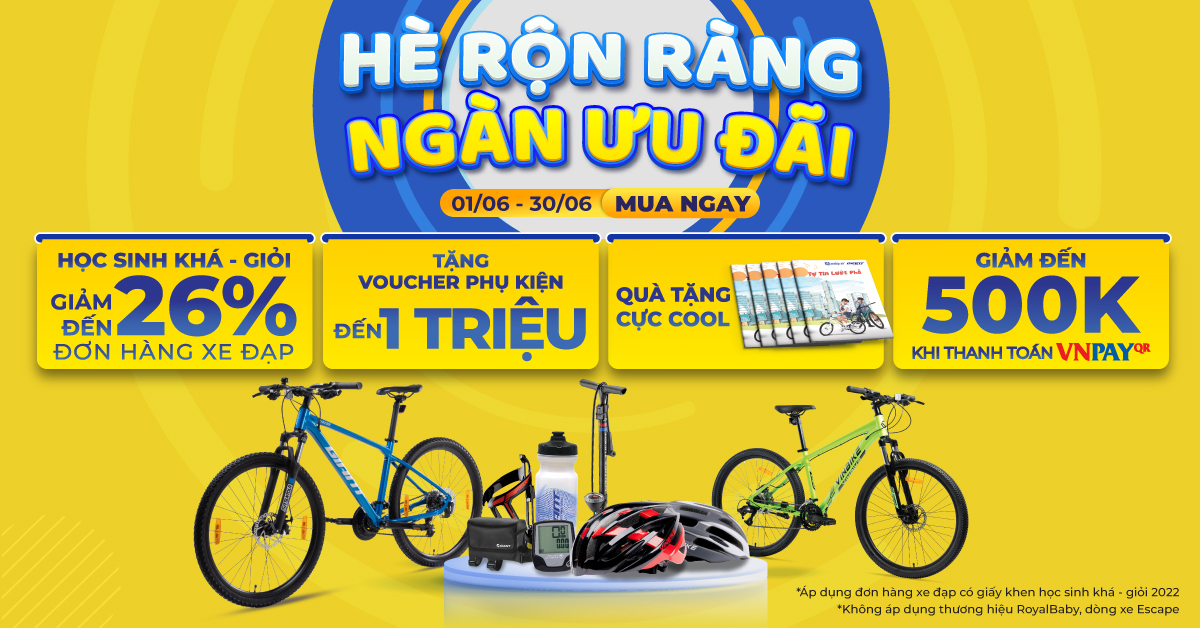 HÈ RỘN RÀNG
NGÀN ƯU ĐÃI
01/06 - 30/06 MUA NGAY
HỌC SINH KHÁ - GIỎI
GIẢM ĐẾN 26%
ĐƠN HÀNG XE ĐẠP
TẶNG
VOUCHER PHỤ KIỆN
ĐẾN 1 TRIỆU
QUÀ TẶNG
CỰC COOL
Tự Tin Lướt Phố
GIẢM ĐẾN
500K
KHI THANH TOÁN VNPAYQR
GIANT
VINBIKE
GIANT
*Áp dụng đơn hàng xe đạp có giấy khen học sinh khá - giỏi 2022
*Không áp dụng thương hiệu RoyalBaby, dòng xe Escape